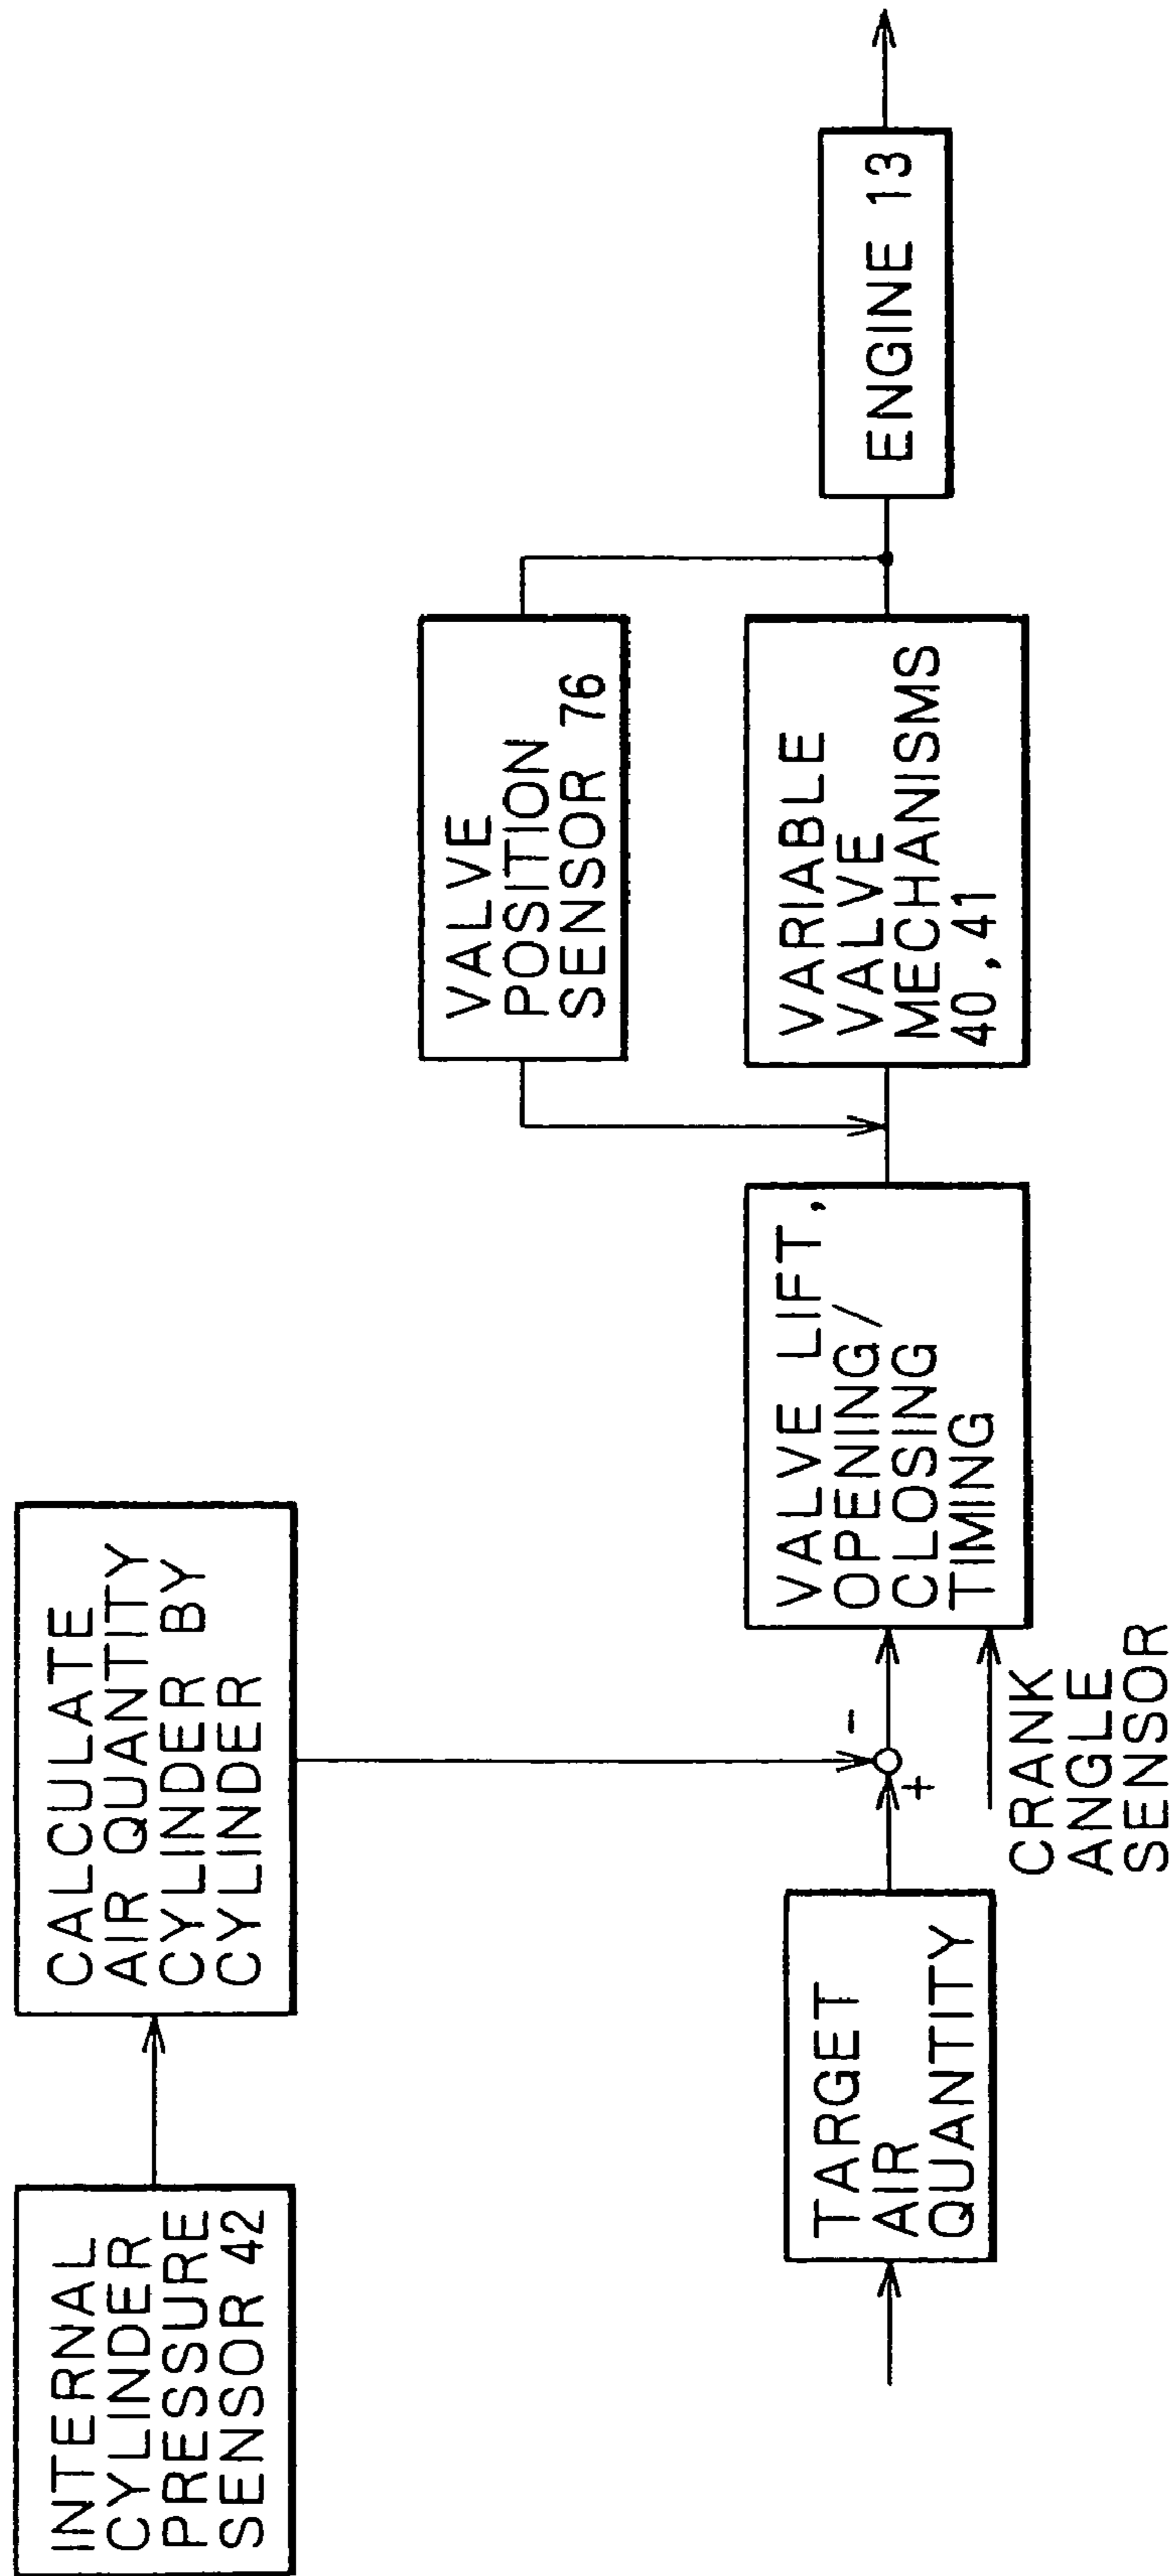 INTERNAL
CYLINDER
PRESSURE
SENSOR 42
CALCULATE
AIR QUANTITY
CYLINDER BY
CYLINDER
TARGET
AIR
QUANTITY
+
-
CRANK
ANGLE
SENSOR
VALVE LIFT,
OPENING/
CLOSING
TIMING
VALVE
POSITION
SENSOR 76
VARIABLE
VALVE
MECHANISMS
40,41
ENGINE 13